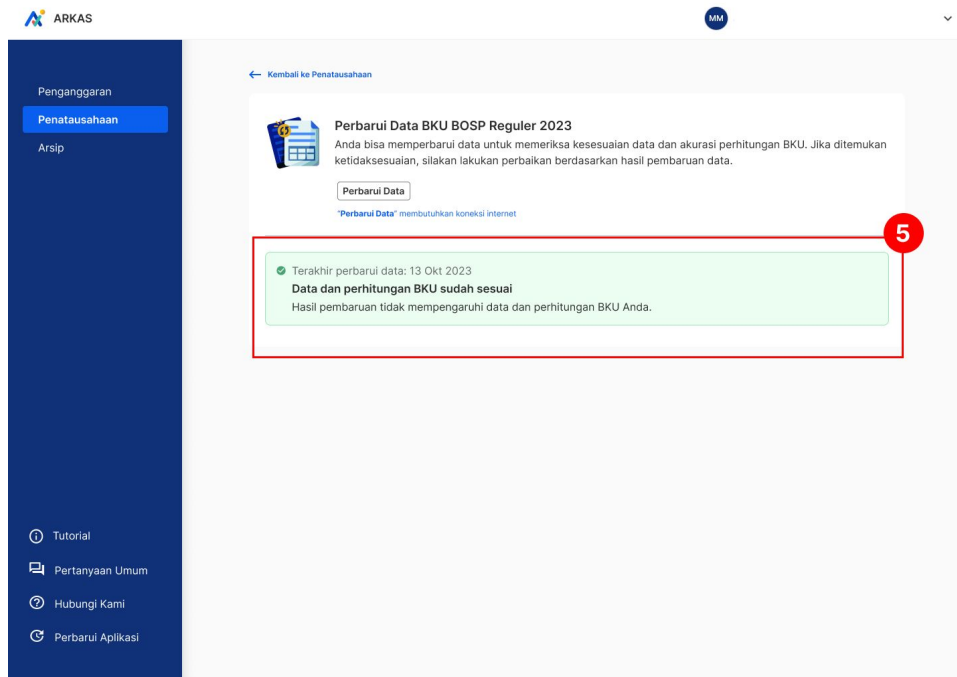 ARKAS
MM
Penganggaran
Penatausahaan
Arsip
Kembali ke Penatausahaan
Perbarui Data BKU BOSP Reguler 2023
Anda bisa memperbarui data untuk memeriksa kesesuaian data dan akurasi perhitungan BKU. Jika ditemukan
ketidaksesuaian, silakan lakukan perbaikan berdasarkan hasil pembaruan data.
Perbarui Data
"Perbarui Data" membutuhkan koneksi internet
5
Terakhir perbarui data: 13 Okt 2023
Data dan perhitungan BKU sudah sesuai
Hasil pembaruan tidak mempengaruhi data dan perhitungan BKU Anda.
Tutorial
Pertanyaan Umum
Hubungi Kami
Perbarui Aplikasi